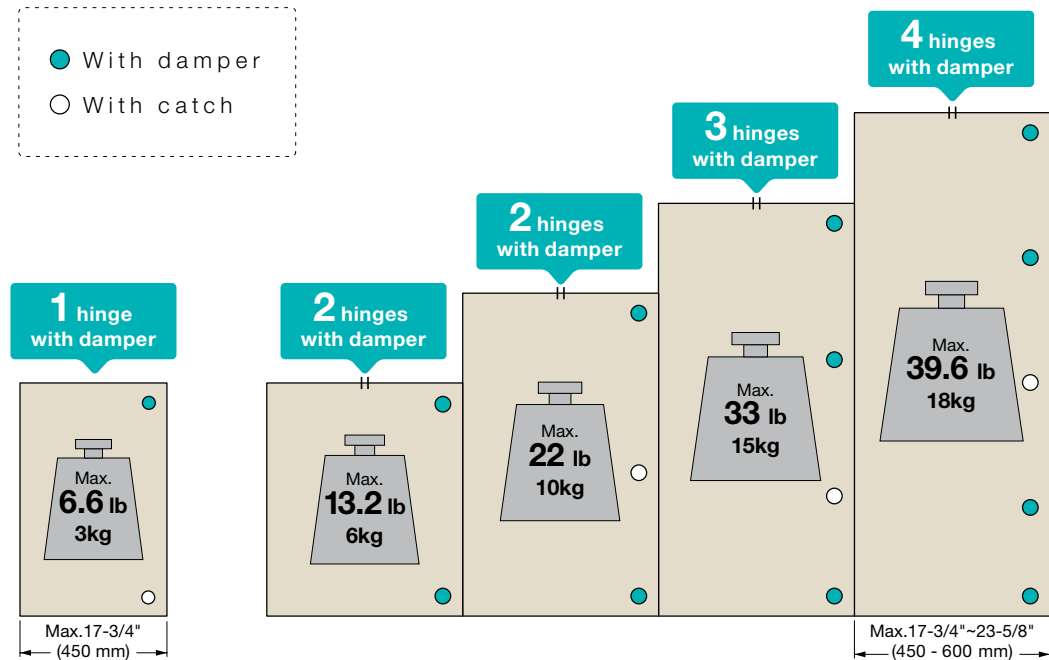 With damper
With catch
1 hinge
with damper
2 hinges
with damper
2 hinges
with damper
3 hinges
with damper
4 hinges
with damper
Max.
6.6 lb
3kg
Max.
13.2 lb
6kg
Max.
22 lb
10kg
Max.
33 lb
15kg
Max.
39.6 lb
18kg
Max.17-3/4"
(450 mm)
Max.17-3/4"~23-5/8"
(450 - 600 mm)